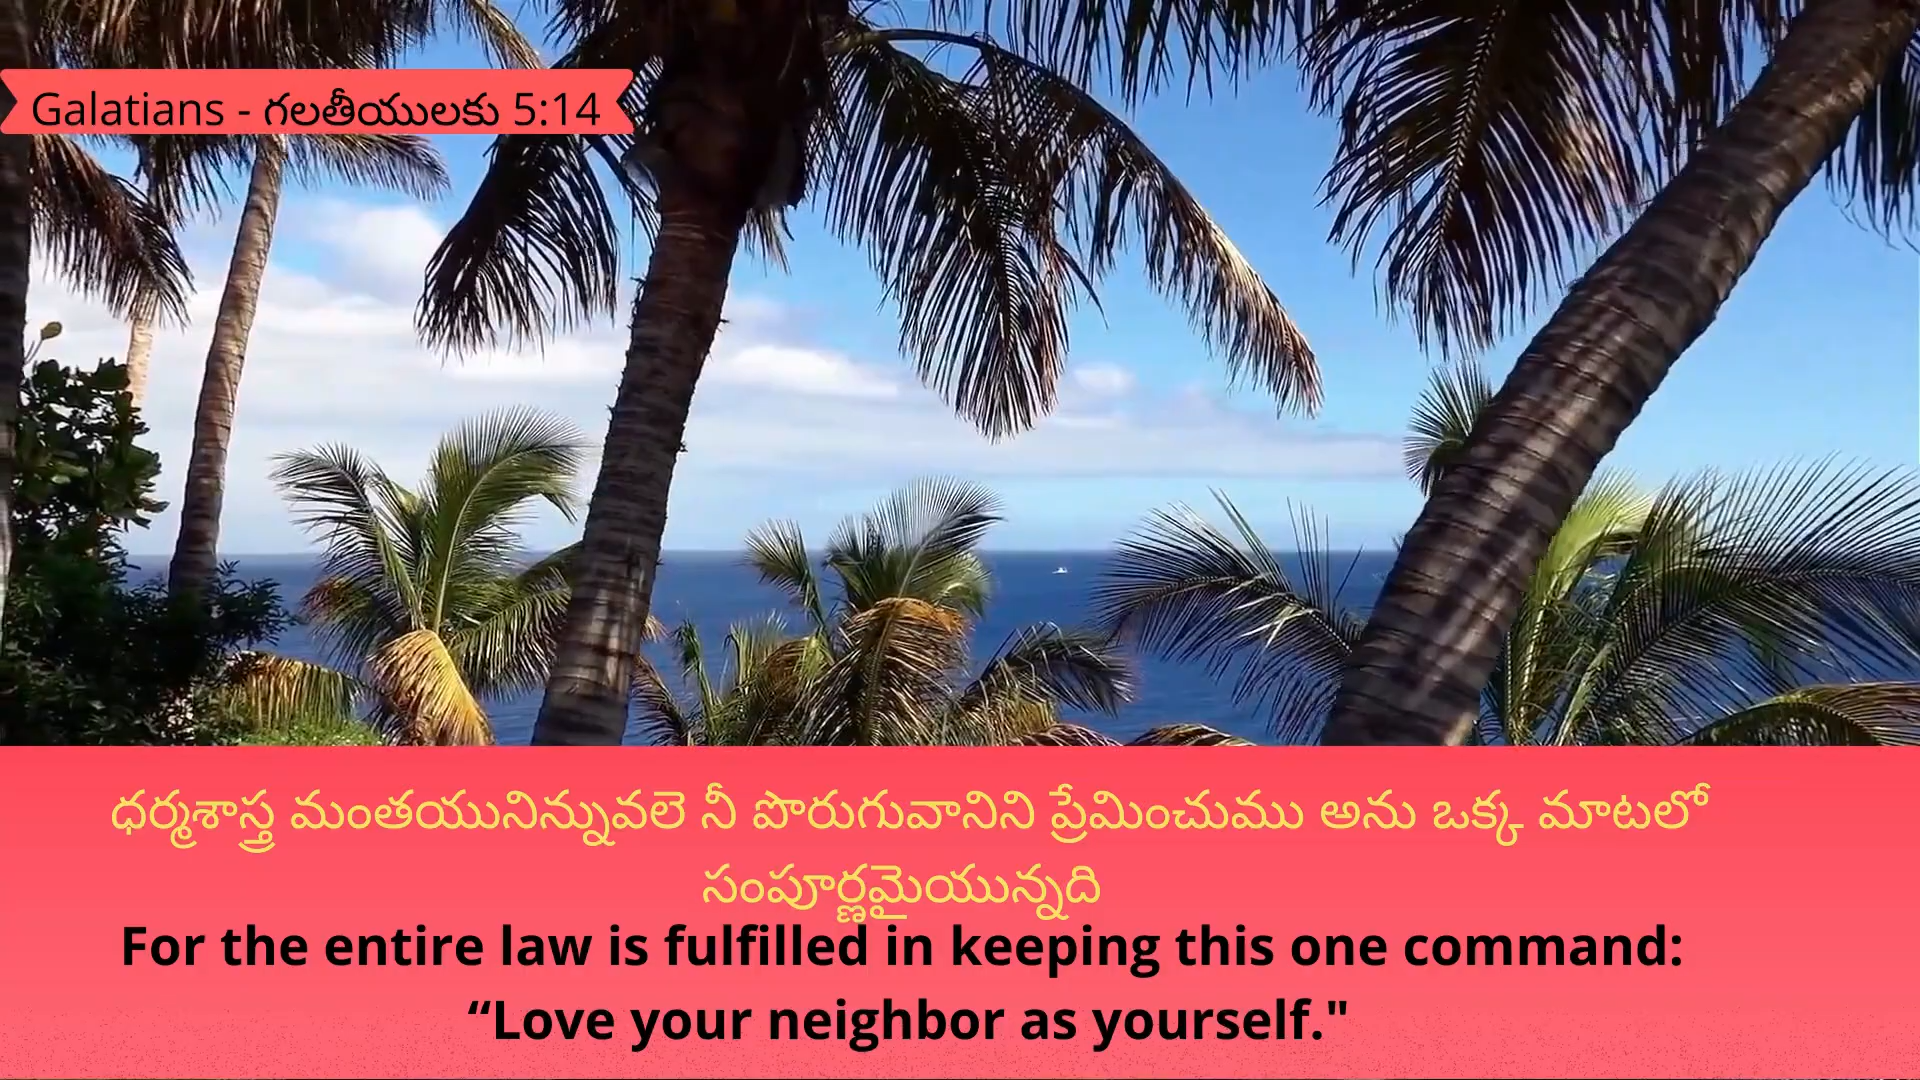 Galatians - గలతీయులకు 5:14
ధర్మశాస్త్ర మంతయునిన్నువలె నీ పొరుగువానిని ప్రేమించుము అను ఒక్క మాటలో
సంపూర్ణమైయున్నది
For the entire law is fulfilled in keeping this one command:
“Love your neighbor as yourself."